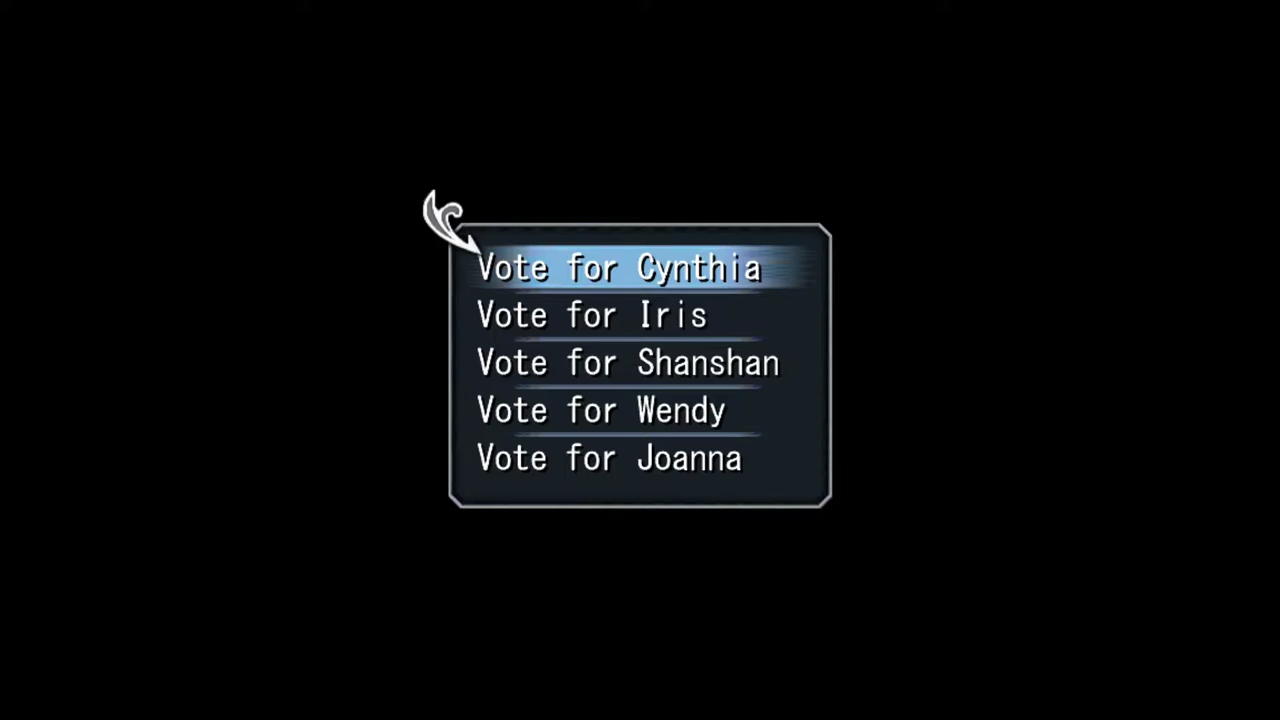 Vote for Cynthia
Vote for Iris
Vote for Shanshan
Vote for Wendy
Vote for Joanna